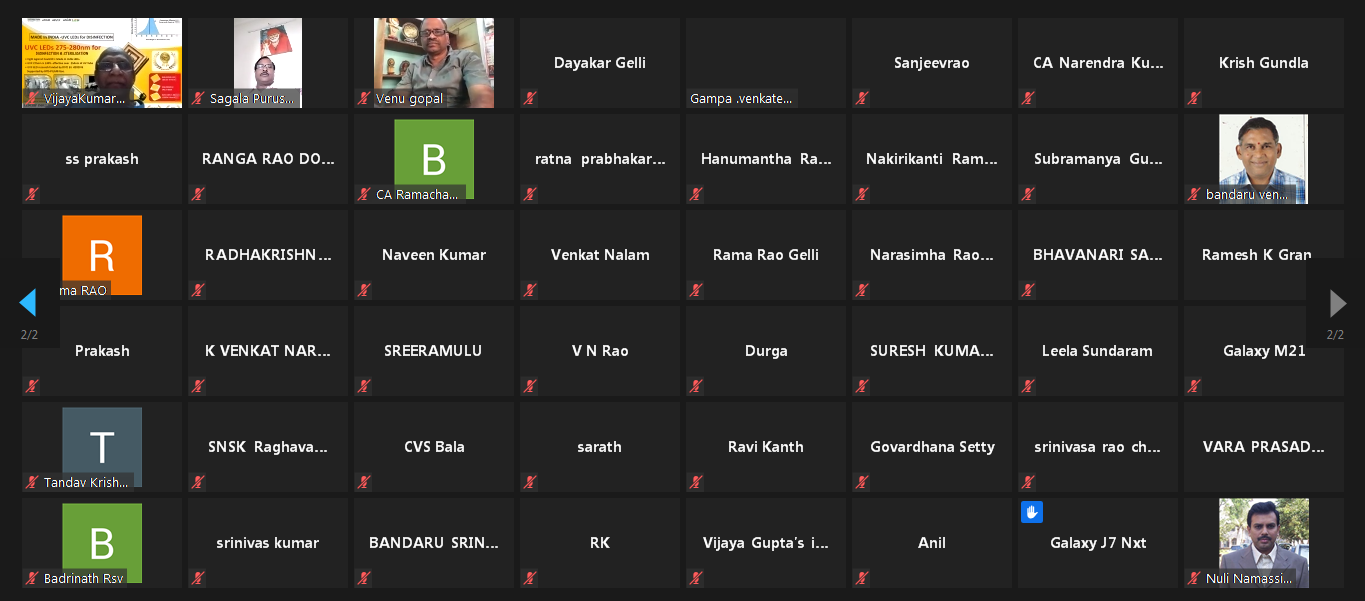 MADE in INDIA -UVC LEDs for DISINFECTION
UVC LEDs 275-280nm for
DISINFECTION & STERILISATION
VijayaKumar...
Sagala Purus...
Venu gopal
Dayakar Gelli
Gampa .venkate...
Sanjeevrao
CA Narendra Ku...
Krish Gundla
ss prakash
RANGA RAO DO...
B
CA Ramacha...
ratna prabhakar...
Hanumantha Ra...
Nakirikanti Ram...
Subramanya Gu...
bandaru ven...
R
ma RAO
RADHAKRISHN...
Naveen Kumar
Venkat Nalam
Rama Rao Gelli
Narasimha Rao...
BHAVANARI SA...
Ramesh K Gran
2/2
2/2
Prakash
K VENKAT NAR...
SREERAMULU
V N Rao
Durga
SURESH KUMA...
Leela Sundaram
Galaxy M21
T
Tandav Krish...
SNSK Raghava...
CVS Bala
sarath
Ravi Kanth
Govardhana Setty
srinivasa rao ch...
VARA PRASAD...
B
Badrinath Rsv
srinivas kumar
BANDARU SRIN...
RK
Vijaya Gupta's i...
Anil
Galaxy J7 Nxt
Nuli Namassi...